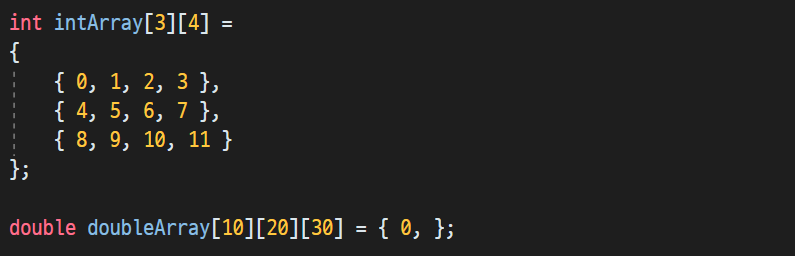 int intArray[3][4] =
{
    { 0, 1, 2, 3 },
    { 4, 5, 6, 7 },
    { 8, 9, 10, 11 }
};

double doubleArray[10][20][30] = { 0, };